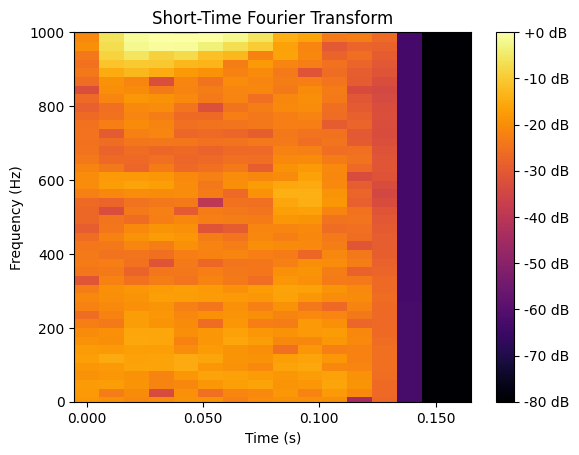 Short-Time Fourier Transform
1000
800
600
400
200
0
Frequency (Hz)
0.000
0.050
0.100
0.150
Time (s)
+0 dB
-10 dB
-20 dB
-30 dB
-40 dB
-50 dB
-60 dB
-70 dB
-80 dB